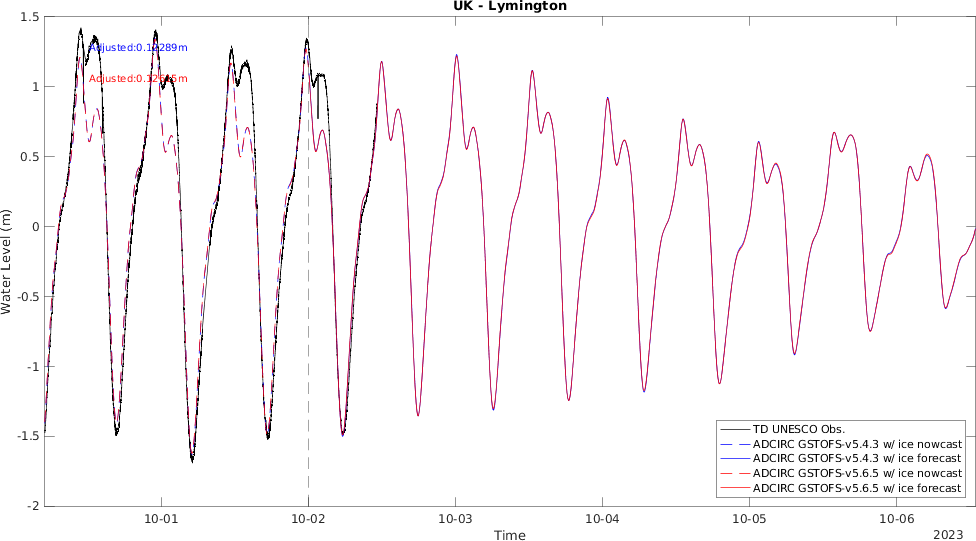 UK - Lymington
1.5
1
0.5
0
-0.5
-1
-1.5
-2
Water Level (m)
Adjusted:
Adjusted:
TD UNESCO Obs.
ADCIRC GSTOFS-v5.4.3 w/ ice nowcast
ADCIRC GSTOFS-v5.4.3 w/ ice forecast
ADCIRC GSTOFS-v5.6.5 w/ ice nowcast
ADCIRC GSTOFS-v5.6.5 w/ ice forecast
10-01 10-02 10-03 10-04 10-05 10-06
Time
2023